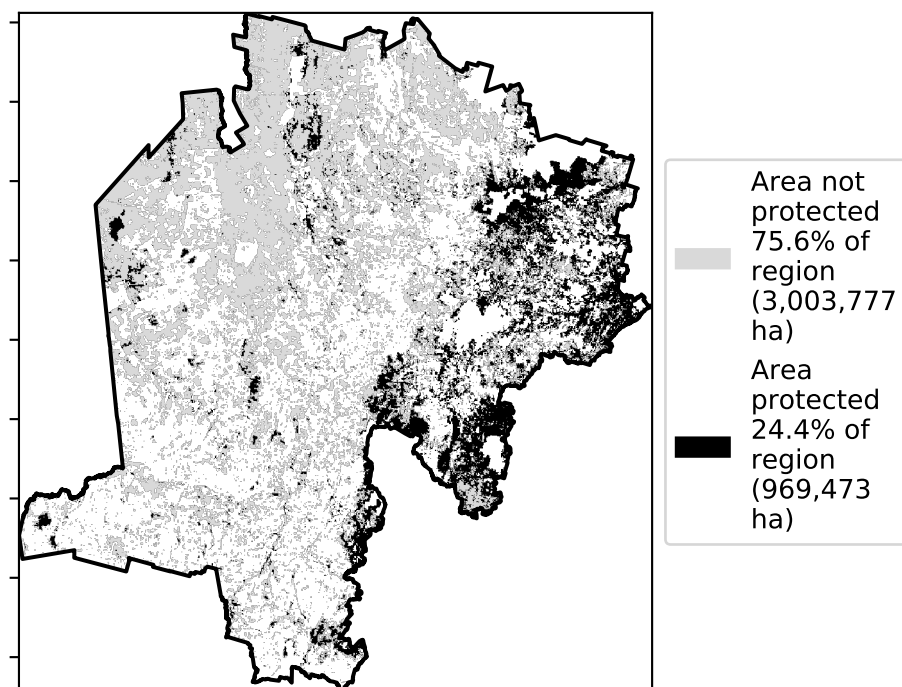 Area not
protected
75.6% of
region
(3,003,777
ha)
Area
protected
24.4% of
region
(969,473
ha)